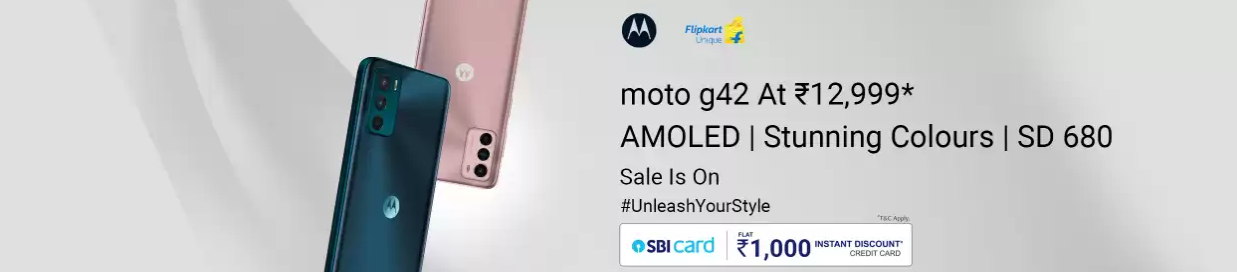 Flipkart
Unique
moto g42 At ₹12,999*
AMOLED | Stunning Colours | SD 680
Sale Is On
#UnleashYourStyle
*T&C Apply.
SBI card
FLAT
₹1,000 INSTANT DISCOUNT*
CREDIT CARD